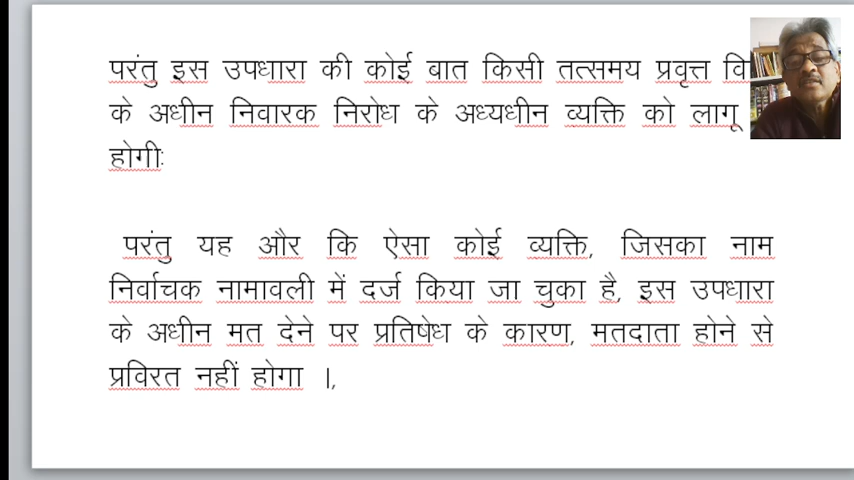 परंतु इस उपधारा की कोई बात किसी तत्समय प्रवृत्त
के अधीन निवारक निरोध के अध्यधीन व्यक्ति को लागू
होगीः
परंतु यह और कि ऐसा कोई व्यक्ति, जिसका नाम
निर्वाचक नामावली में दर्ज किया जा चुका है, इस उपधारा
के अधीन मत देने पर प्रतिषेध के कारण, मतदाता होने से
प्रविरत नहीं होगा ।,